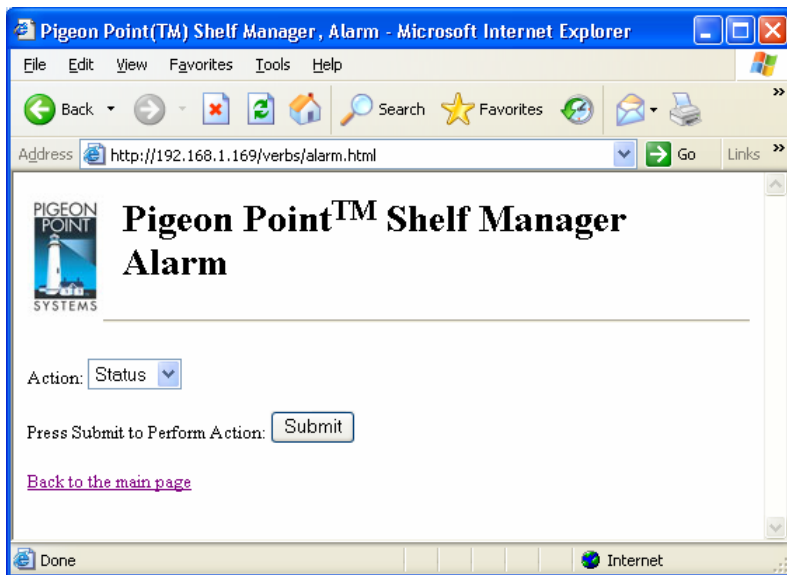 Pigeon Point(TM) Shelf Manager, Alarm - Microsoft Internet Explorer
File Edit View Favorites Tools Help
Back Search Favorites »
Address http://192.168.1.169/verbs/alarm.html Go Links »
PIGEON
POINT
SYSTEMS
Pigeon Point™ Shelf Manager
Alarm
Action: Status
Press Submit to Perform Action: Submit
Back to the main page
Done Internet